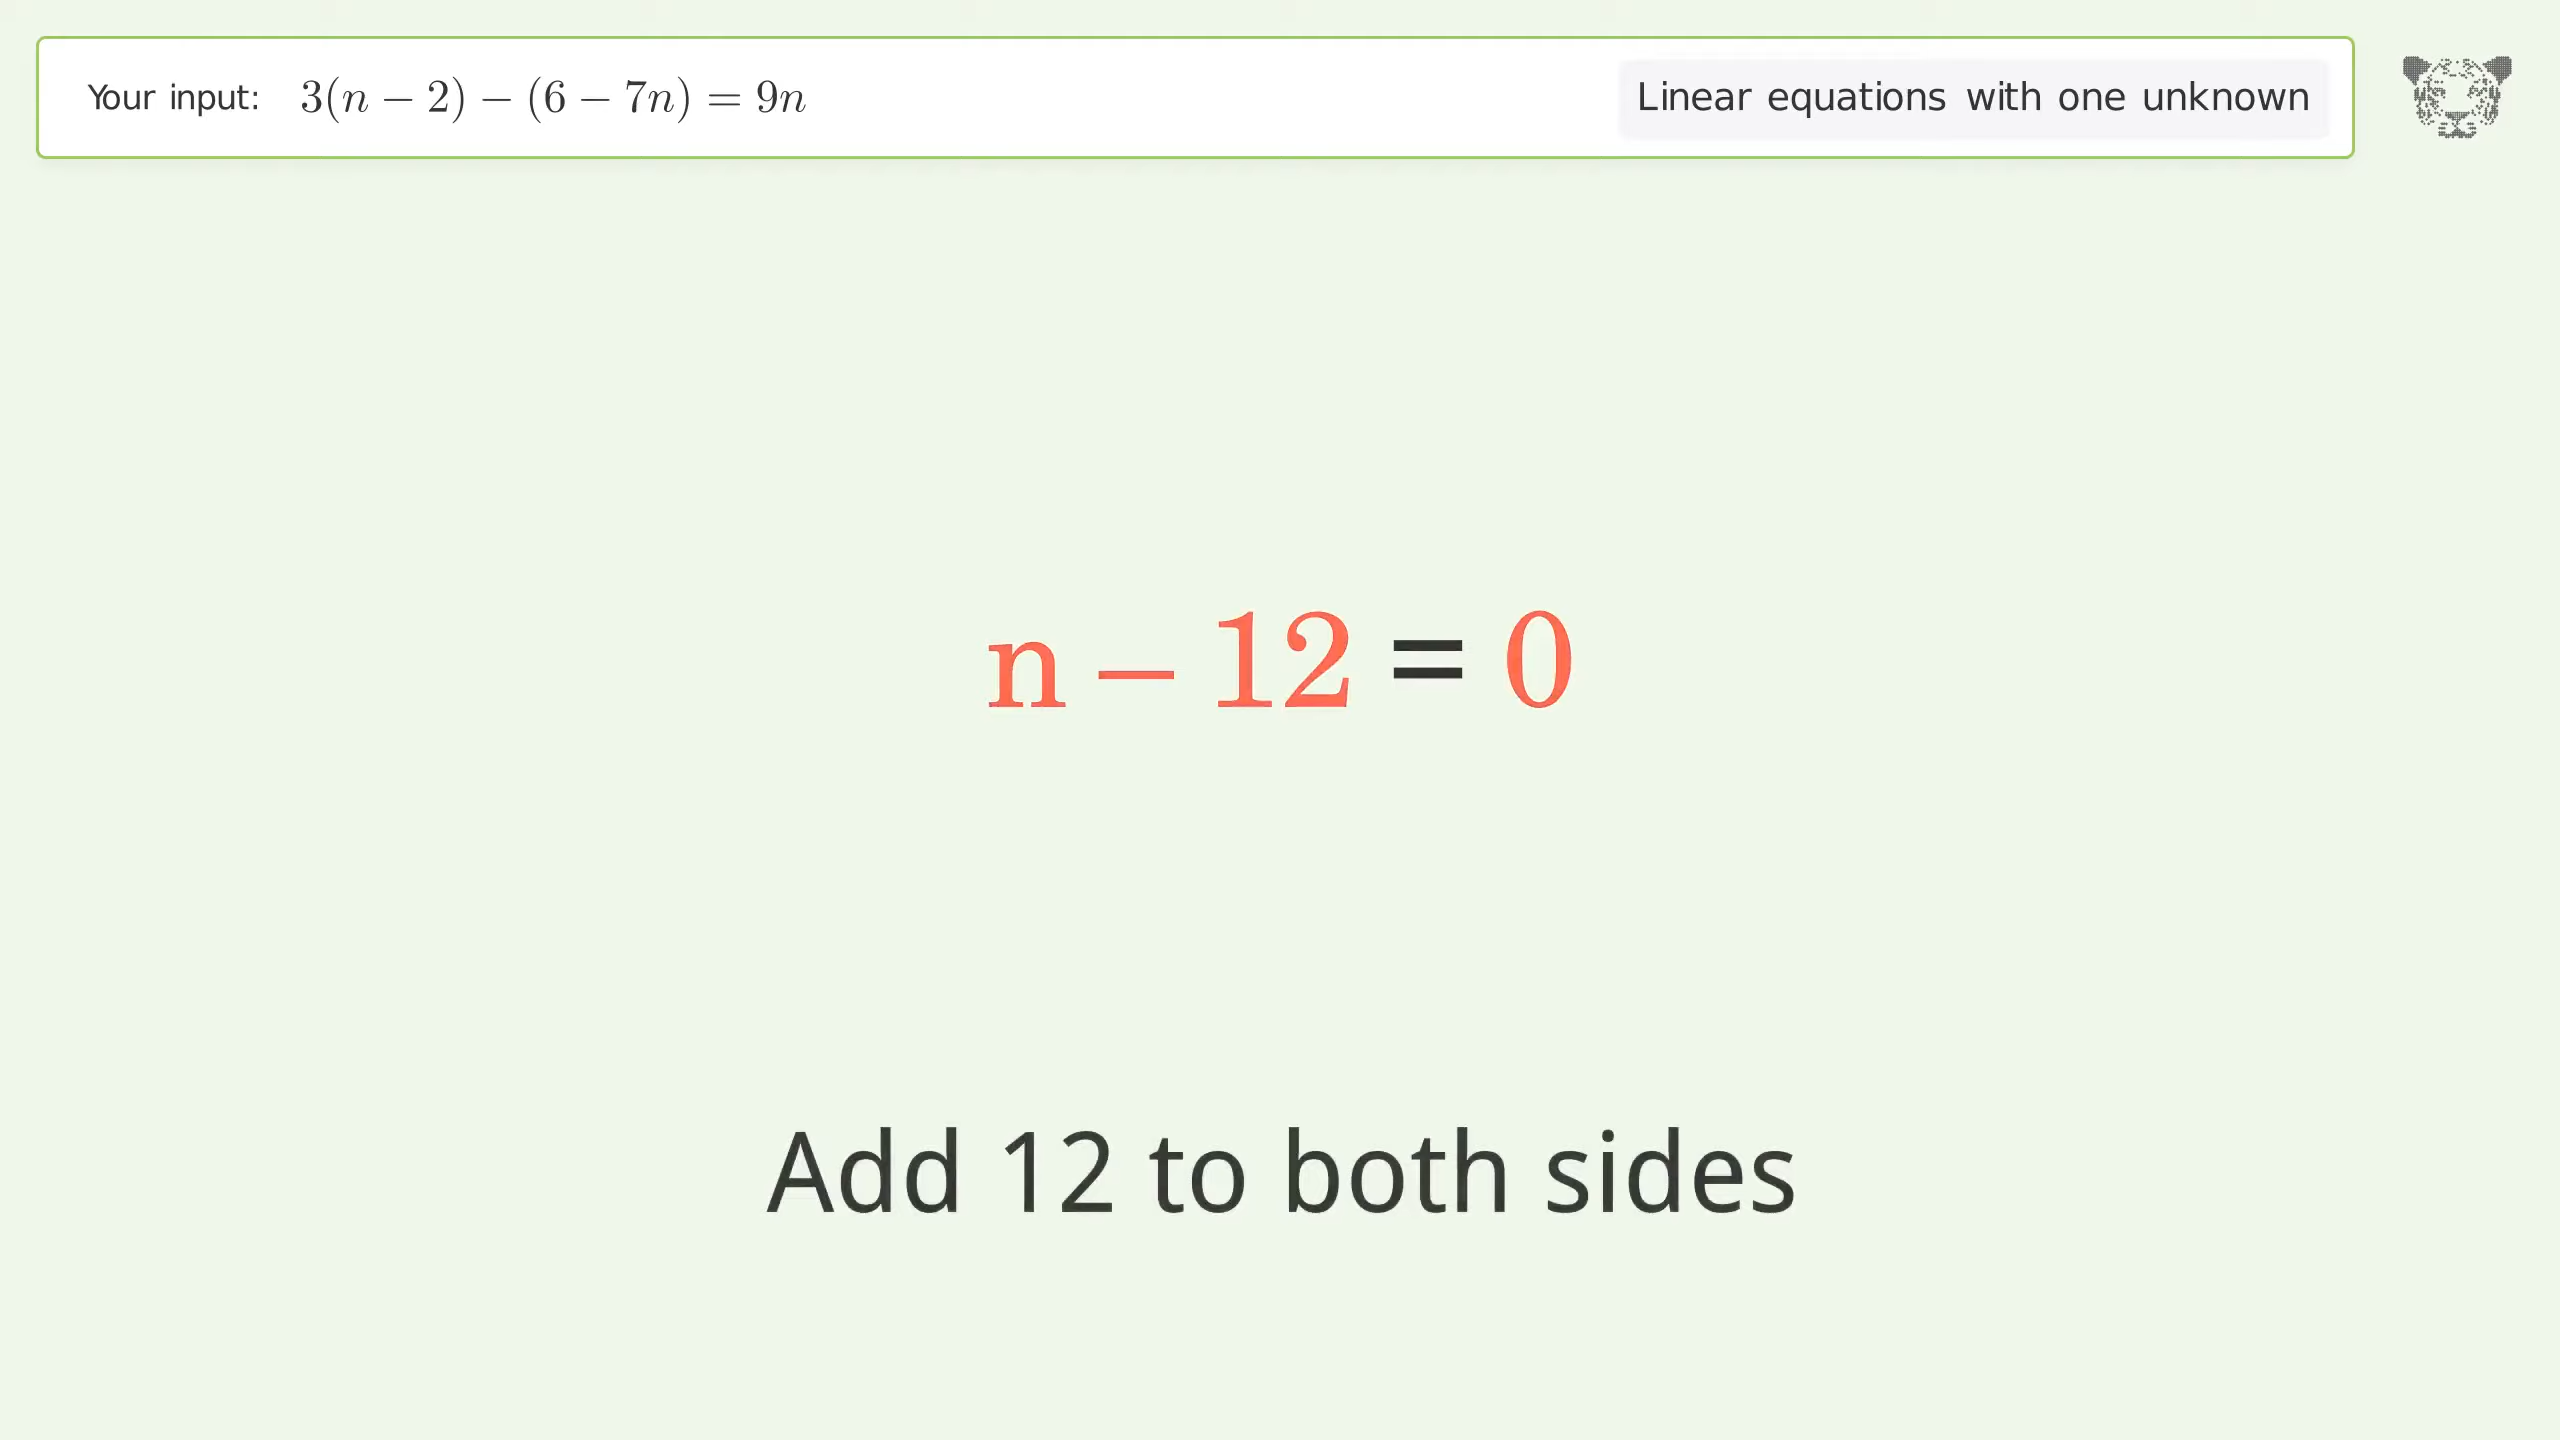 Your input: 3(n − 2) − (6 − 7n) = 9n
Linear equations with one unknown
n − 12 = 0
Add 12 to both sides